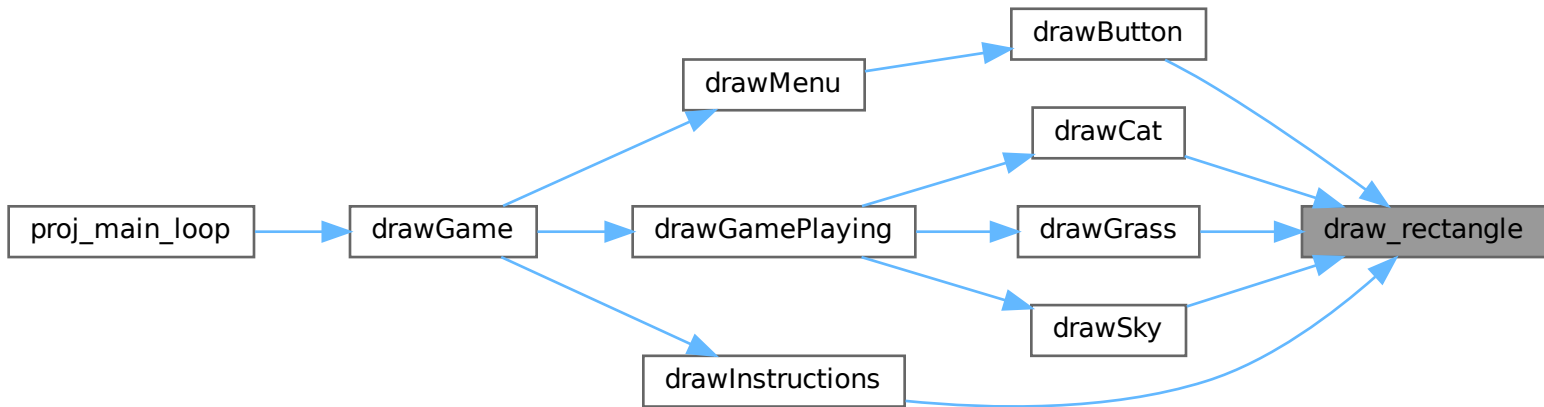 drawButton
drawMenu
drawCat
proj_main_loop
drawGame
drawGamePlaying
drawGrass
draw_rectangle
drawSky
drawInstructions